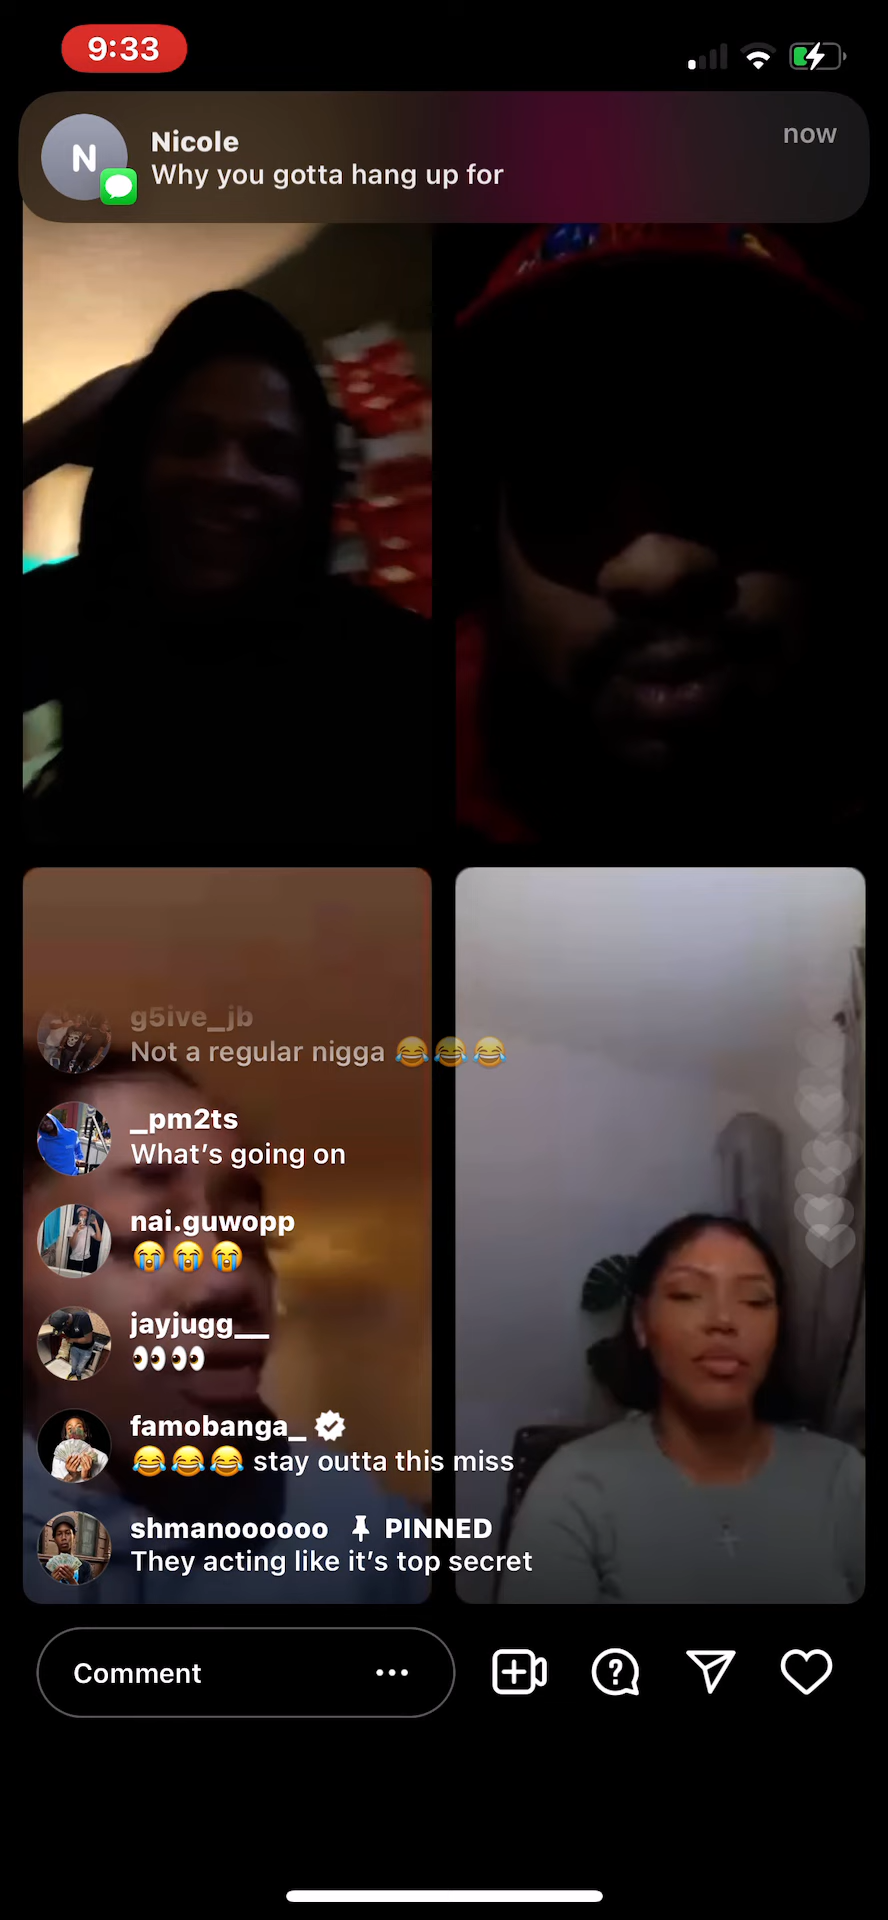 9:33
N
Nicole
now
Why you gotta hang up for
g5ive_jb
Not a regular nigga 😂😂😂
_pm2ts
What's going on
nai.guwopp
😭😭😭
jayjugg__
👀👀
famobanga_
😂😂😂 stay outta this miss
shmanoooooo 📌 PINNED
They acting like it's top secret
Comment